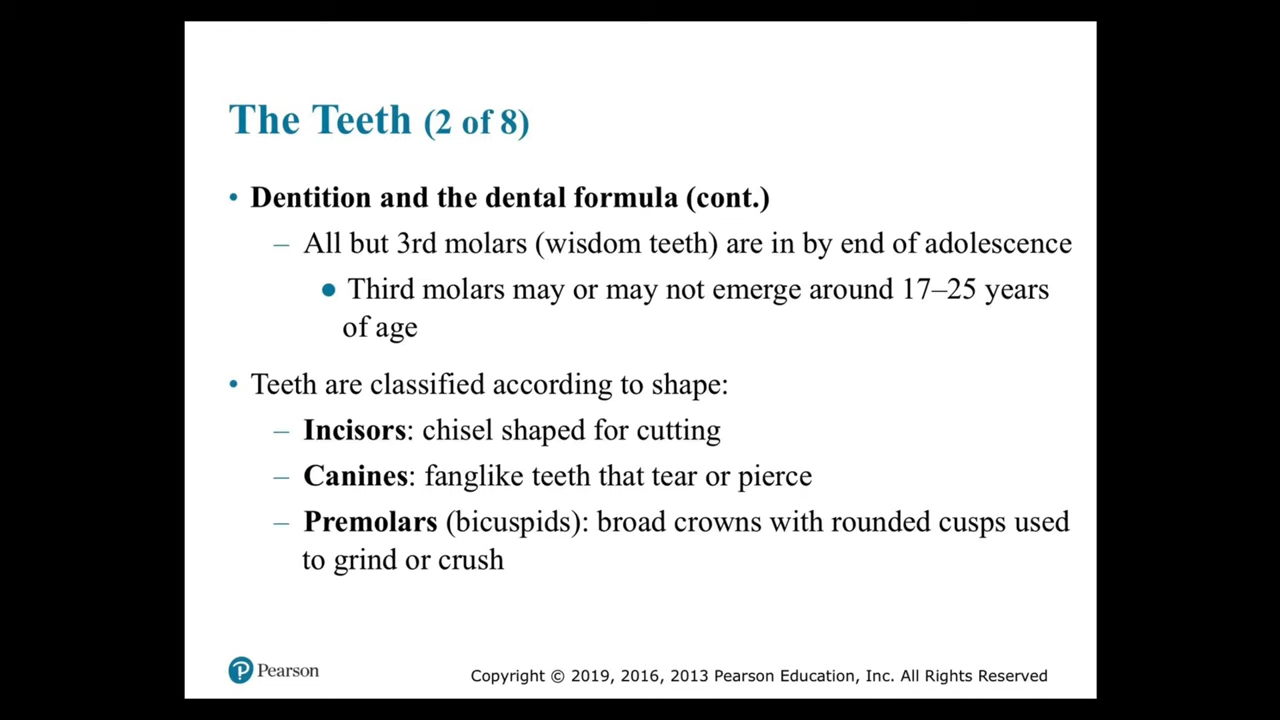 The Teeth (2 of 8)
• Dentition and the dental formula (cont.)
– All but 3rd molars (wisdom teeth) are in by end of adolescence
● Third molars may or may not emerge around 17–25 years
of age
• Teeth are classified according to shape:
– Incisors: chisel shaped for cutting
– Canines: fanglike teeth that tear or pierce
– Premolars (bicuspids): broad crowns with rounded cusps used
to grind or crush
P Pearson
Copyright © 2019, 2016, 2013 Pearson Education, Inc. All Rights Reserved